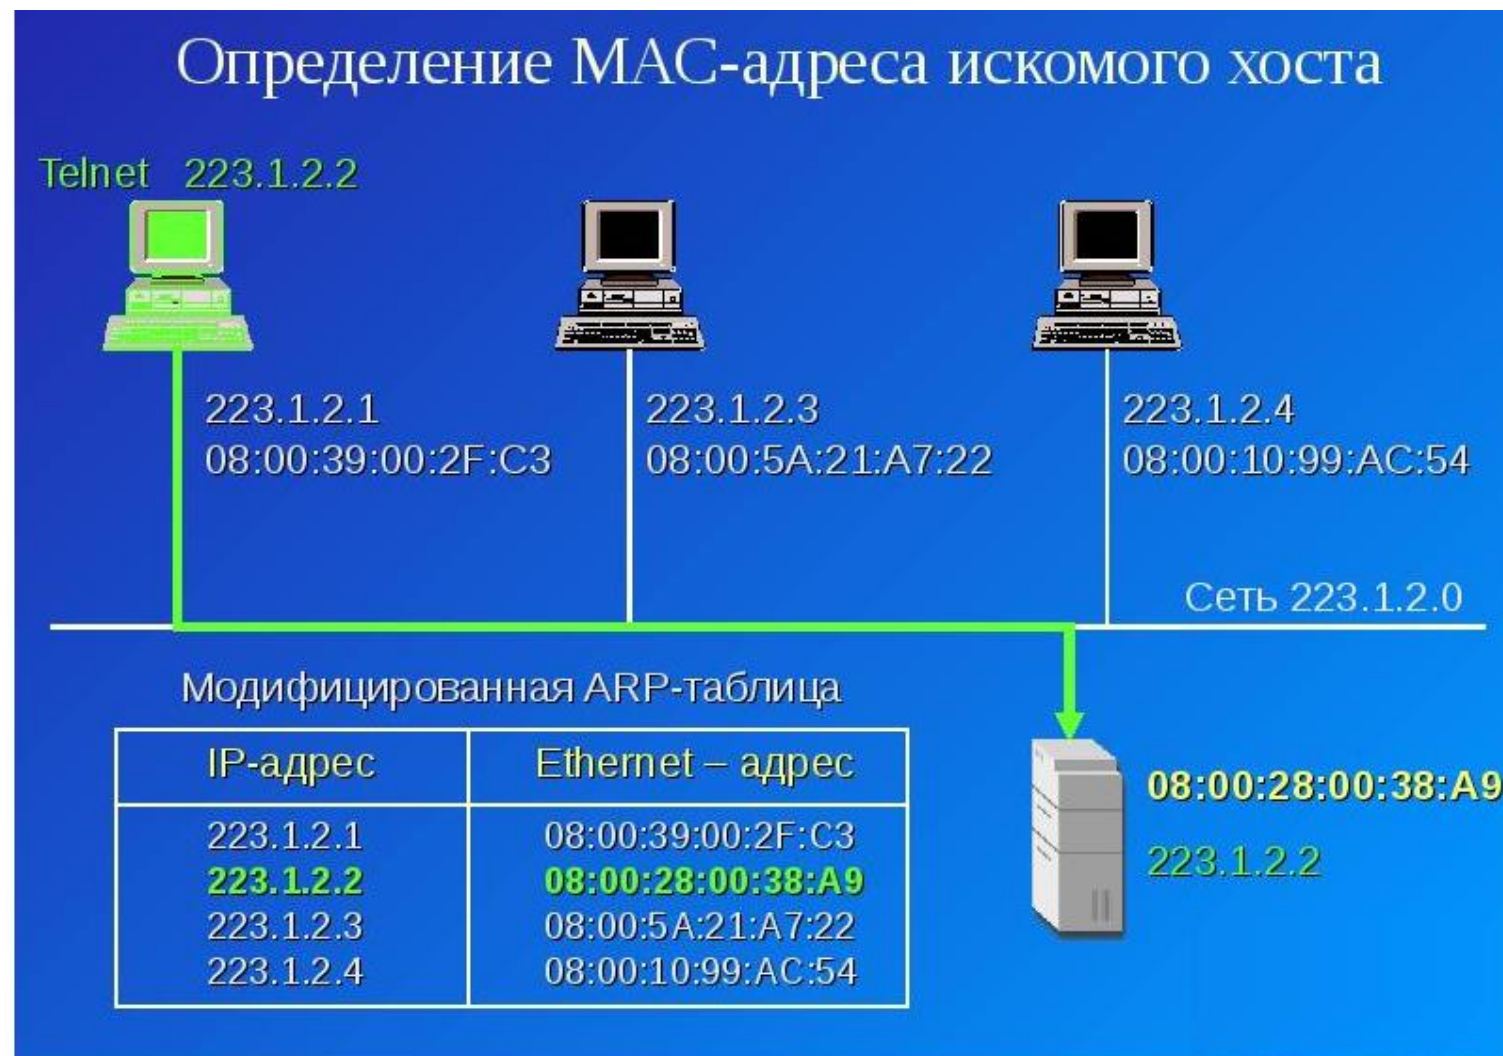 Определение MAC-адреса искомого хоста
Telnet 223.1.2.2
223.1.2.1
08:00:39:00:2F:C3
223.1.2.3
08:00:5A:21:A7:22
223.1.2.4
08:00:10:99:AC:54
Сеть 223.1.2.0
Модифицированная ARP-таблица
IP-адрес Ethernet – адрес
223.1.2.1 08:00:39:00:2F:C3
223.1.2.2 08:00:28:00:38:A9
223.1.2.3 08:00:5A:21:A7:22
223.1.2.4 08:00:10:99:AC:54
08:00:28:00:38:A9
223.1.2.2